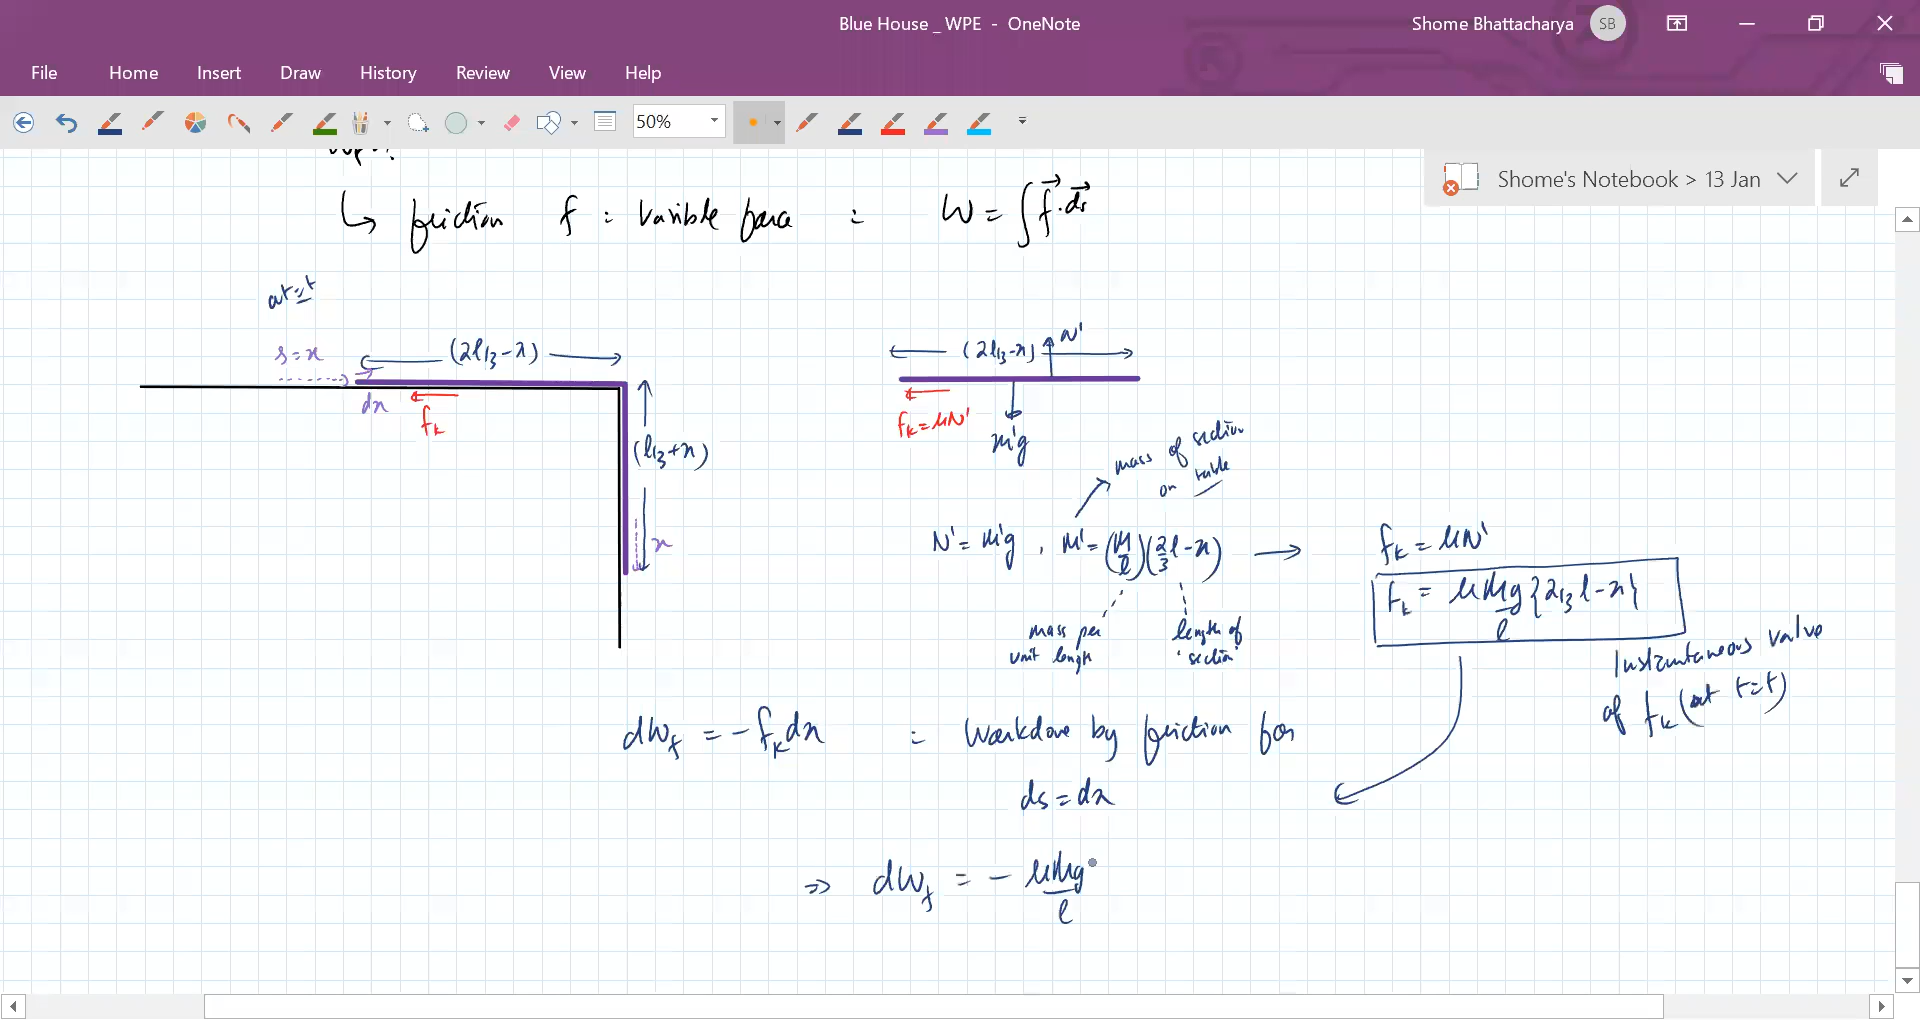 Blue House _ WPE - OneNote
Shome Bhattacharya SB
File Home Insert Draw History Review View Help
50%
Shome's Notebook > 13 Jan
↳ friction f : varible force : W = ∫ f⃗ · ds⃗
at t=t
s = x
(2l/3 - x)
dx
fk
(l/3 + x)
x
(2l/3 - x)
N'
fk = μN'
m'g
mass of section
on table
N' = M'g , M' = (M/l)(2/3 l - x) →
mass per
unit length
length of
'section'
fk = μN'
fk = μMg/l {2/3 l - x}
Instantaneous value
of fk (at t=t)
dWf = - fk dx : Workdone by friction for
ds = dx
⇒ dWf = - μMg/l